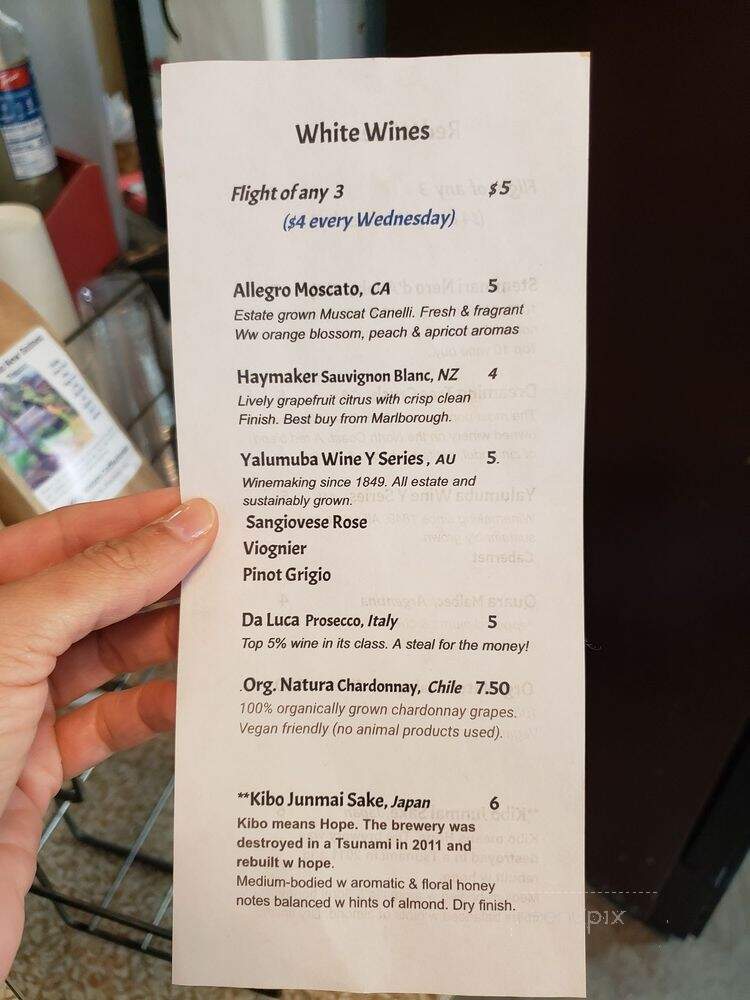 White Wines
Flight of any 3 $5
($4 every Wednesday)
Allegro Moscato, CA 5
Estate grown Muscat Canelli. Fresh & fragrant
Ww orange blossom, peach & apricot aromas
Haymaker Sauvignon Blanc, NZ 4
Lively grapefruit citrus with crisp clean
Finish. Best buy from Marlborough.
Yalumuba Wine Y Series , AU 5.
Winemaking since 1849. All estate and
sustainably grown.
Sangiovese Rose
Viognier
Pinot Grigio
Da Luca Prosecco, Italy 5
Top 5% wine in its class. A steal for the money!
.Org. Natura Chardonnay, Chile 7.50
100% organically grown chardonnay grapes.
Vegan friendly (no animal products used).
**Kibo Junmai Sake, Japan 6
Kibo means Hope. The brewery was
destroyed in a Tsunami in 2011 and
rebuilt w hope.
Medium-bodied w aromatic & floral honey
notes balanced w hints of almond. Dry finish.